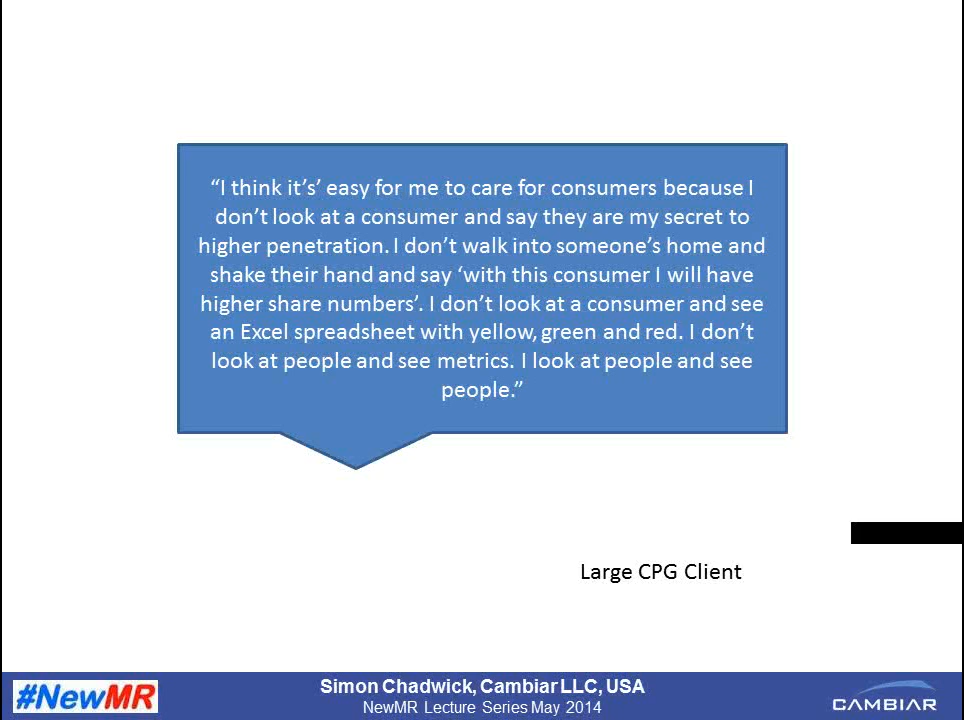 “I think it’s’ easy for me to care for consumers because I
don’t look at a consumer and say they are my secret to
higher penetration. I don’t walk into someone’s home and
shake their hand and say ‘with this consumer I will have
higher share numbers’. I don’t look at a consumer and see
an Excel spreadsheet with yellow, green and red. I don’t
look at people and see metrics. I look at people and see
people.”
Large CPG Client
#NewMR
Simon Chadwick, Cambiar LLC, USA
NewMR Lecture Series May 2014
CAMBIAR